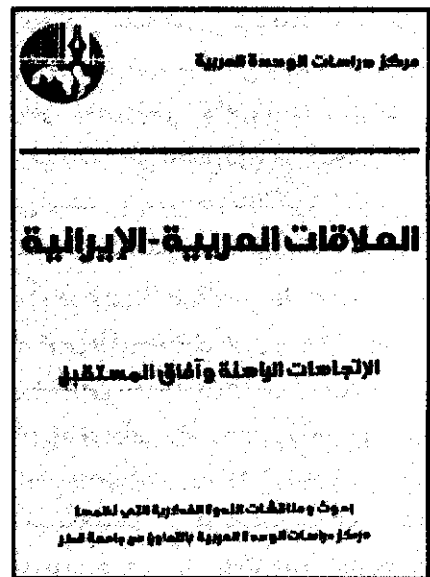 مركز دراسات الوحدة العربية
العلاقات العربية-الإيرانية
الاتجاهات الراهنة وآفاق المستقبل
بحوث ومناقشات الندوة الفكرية التي نظمها
مركز دراسات الوحدة العربية بالتعاون مع جامعة قطر